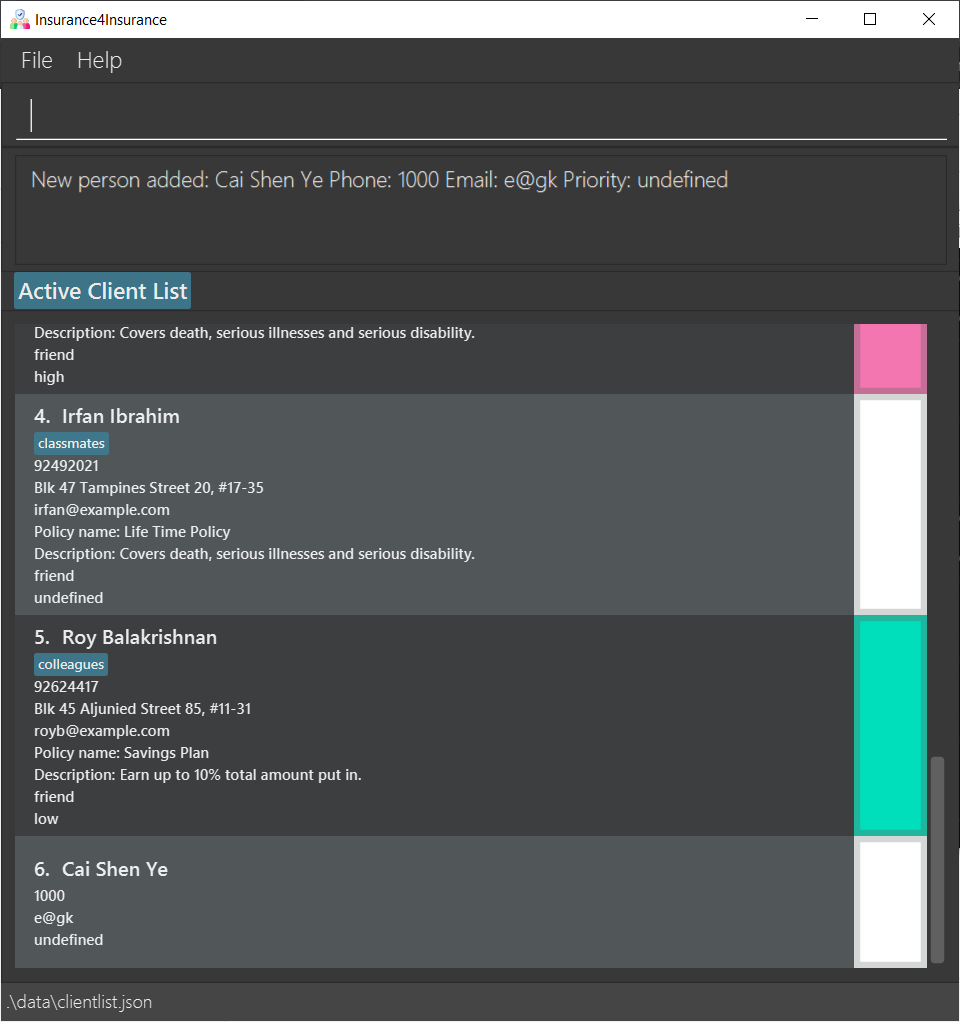 Insurance4Insurance
File Help
New person added: Cai Shen Ye Phone: 1000 Email: e@gk Priority: undefined
Active Client List
Description: Covers death, serious illnesses and serious disability.
friend
high
4. Irfan Ibrahim
classmates
92492021
Blk 47 Tampines Street 20, #17-35
irfan@example.com
Policy name: Life Time Policy
Description: Covers death, serious illnesses and serious disability.
friend
undefined
5. Roy Balakrishnan
colleagues
92624417
Blk 45 Aljunied Street 85, #11-31
royb@example.com
Policy name: Savings Plan
Description: Earn up to 10% total amount put in.
friend
low
6. Cai Shen Ye
1000
e@gk
undefined
.\data\clientlist.json